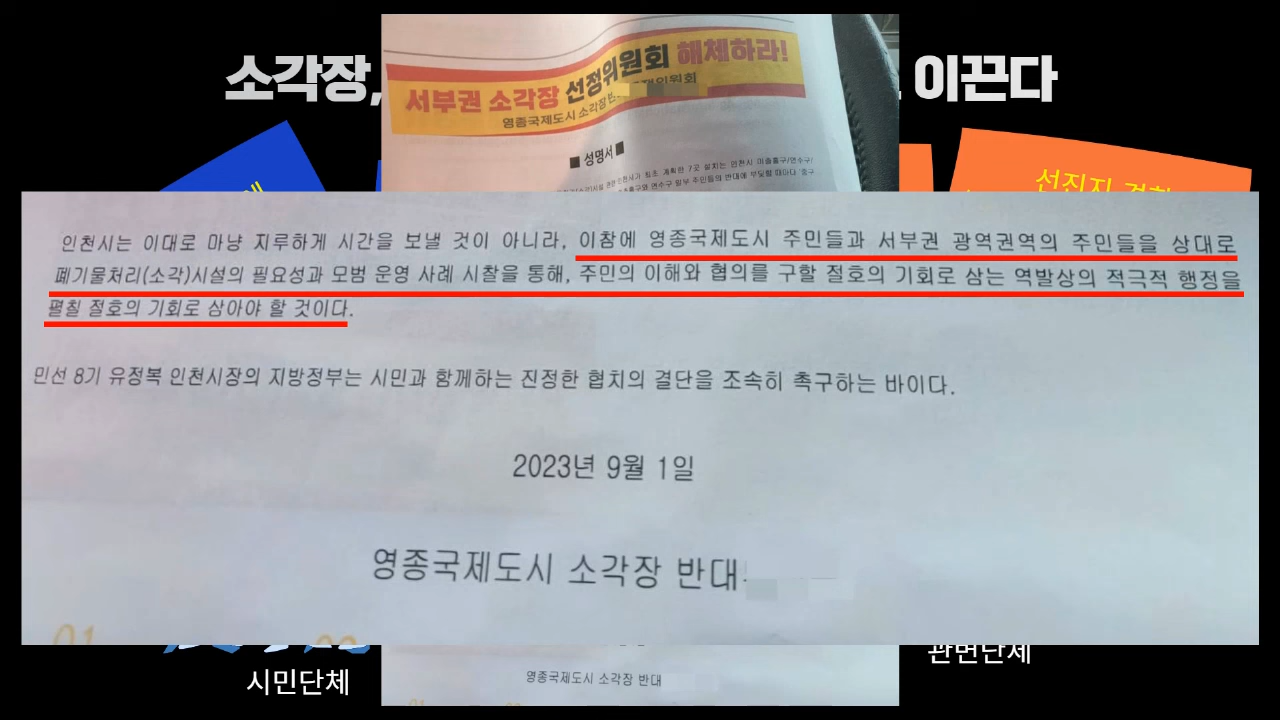 소각장, 이끈다
서부권 소각장 선정위원회 해체하라!
영종국제도시 소각장
■ 성명서 ■
선진지 견학
인천시는 이대로 마냥 지루하게 시간을 보낼 것이 아니라, 이참에 영종국제도시 주민들과 서부권 광역권역의 주민들을 상대로
폐기물처리(소각)시설의 필요성과 모범 운영 사례 시찰을 통해, 주민의 이해와 협의를 구할 절호의 기회로 삼는 역발상의 적극적 행정을
펼칠 절호의 기회로 삼아야 할 것이다.
민선 8기 유정복 인천시장의 지방정부는 시민과 함께하는 진정한 협치의 결단을 조속히 촉구하는 바이다.
2023년 9월 1일
영종국제도시 소각장 반대
시민단체
관변단체
영종국제도시 소각장 반대